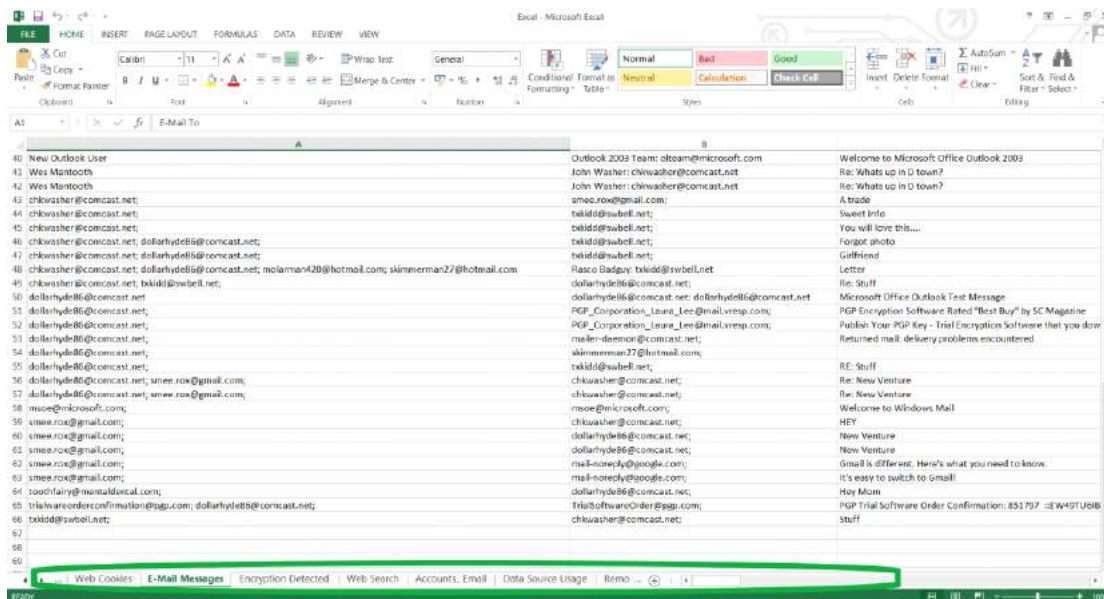 Excel - Microsoft Excel
FILE HOME INSERT PAGE LAYOUT FORMULAS DATA REVIEW VIEW
Cut
Copy
Format Painter
Paste
Clipboard
Calibri 11
B I U
Font
Wrap Text
Merge & Center
Alignment
General
Number
Conditional Formatting
Format as Table
Normal Bad Good
Neutral Calculation Check Cell
Styles
Insert Delete Format
Cells
AutoSum
Fill
Clear
Sort & Filter
Find & Select
Editing
A1 E-Mail To
A B
40 New Outlook User Outlook 2003 Team: olteam@microsoft.com Welcome to Microsoft Office Outlook 2003
41 Wes Mantooth John Washer: chkwasher@comcast.net Re: Whats up in D town?
42 Wes Mantooth John Washer: chkwasher@comcast.net Re: Whats up in D town?
43 chkwasher@comcast.net; smee.rox@gmail.com; A trade
44 chkwasher@comcast.net; txkidd@swbell.net; Sweet Info
45 chkwasher@comcast.net; txkidd@swbell.net; You will love this....
46 chkwasher@comcast.net; dollarhyde86@comcast.net; txkidd@swbell.net; Forgot photo
47 chkwasher@comcast.net; dollarhyde86@comcast.net; txkidd@swbell.net; Girlfriend
48 chkwasher@comcast.net; dollarhyde86@comcast.net; molarman420@hotmail.com; skimmerman27@hotmail.com Rasco Badguy: txkidd@swbell.net Letter
49 chkwasher@comcast.net; txkidd@swbell.net; dollarhyde86@comcast.net; Re: Stuff
50 dollarhyde86@comcast.net dollarhyde86@comcast.net: dollarhyde86@comcast.net Microsoft Office Outlook Test Message
51 dollarhyde86@comcast.net; PGP_Corporation_Laura_Lee@mail.vresp.com; PGP Encryption Software Rated "Best Buy" by SC Magazine
52 dollarhyde86@comcast.net; PGP_Corporation_Laura_Lee@mail.vresp.com; Publish Your PGP Key - Trial Encryption Software that you dow
53 dollarhyde86@comcast.net; mailer-daemon@comcast.net; Returned mail: delivery problems encountered
54 dollarhyde86@comcast.net; skimmerman27@hotmail.com;
55 dollarhyde86@comcast.net; txkidd@swbell.net; RE: Stuff
56 dollarhyde86@comcast.net; smee.rox@gmail.com; chkwasher@comcast.net; Re: New Venture
57 dollarhyde86@comcast.net; smee.rox@gmail.com; chkwasher@comcast.net; Re: New Venture
58 msoe@microsoft.com; msoe@microsoft.com; Welcome to Windows Mail
59 smee.rox@gmail.com; chkwasher@comcast.net; HEY
60 smee.rox@gmail.com; dollarhyde86@comcast.net; New Venture
61 smee.rox@gmail.com; dollarhyde86@comcast.net; New Venture
62 smee.rox@gmail.com; mail-noreply@google.com; Gmail is different. Here's what you need to know.
63 smee.rox@gmail.com; mail-noreply@google.com; It's easy to switch to Gmail!
64 toothfairy@mentaldental.com; dollarhyde86@comcast.net; Hey Mom
65 trialwareorderconfirmation@pgp.com; dollarhyde86@comcast.net; TrialSoftwareOrder@pgp.com; PGP Trial Software Order Confirmation: 851797
66 txkidd@swbell.net; chkwasher@comcast.net; Stuff
67
68
69
... Web Cookies E-Mail Messages Encryption Detected Web Search Accounts, Email Data Source Usage Remo ...
READY 100